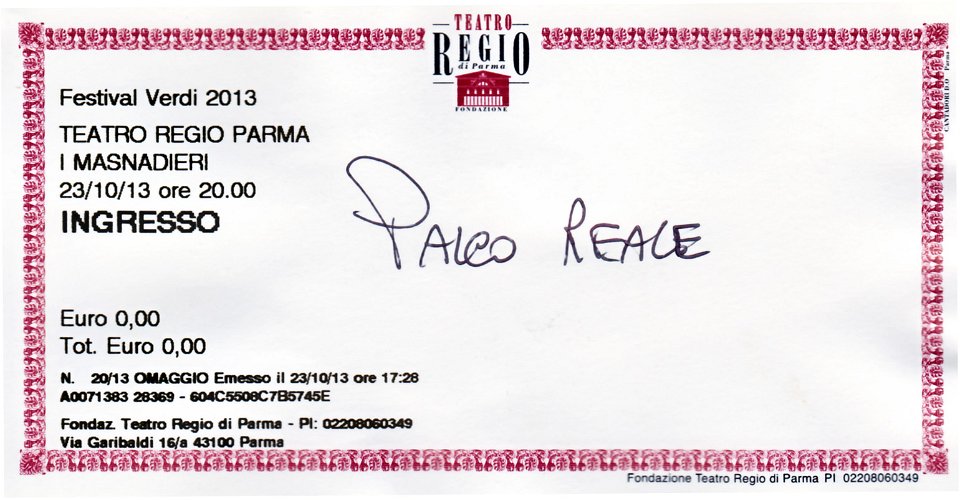 TEATRO
REGIO
di Parma
FONDAZIONE
Festival Verdi 2013
TEATRO REGIO PARMA
I MASNADIERI
23/10/13 ore 20.00
INGRESSO
Palco REALE
Euro 0,00
Tot. Euro 0,00
N. 20/13 OMAGGIO Emesso il 23/10/13 ore 17:28
A0071383 28369 - 604C5508C7B5745E
Fondaz. Teatro Regio di Parma - PI: 02208060349
Via Garibaldi 16/a 43100 Parma
Fondazione Teatro Regio di Parma PI 02208060349